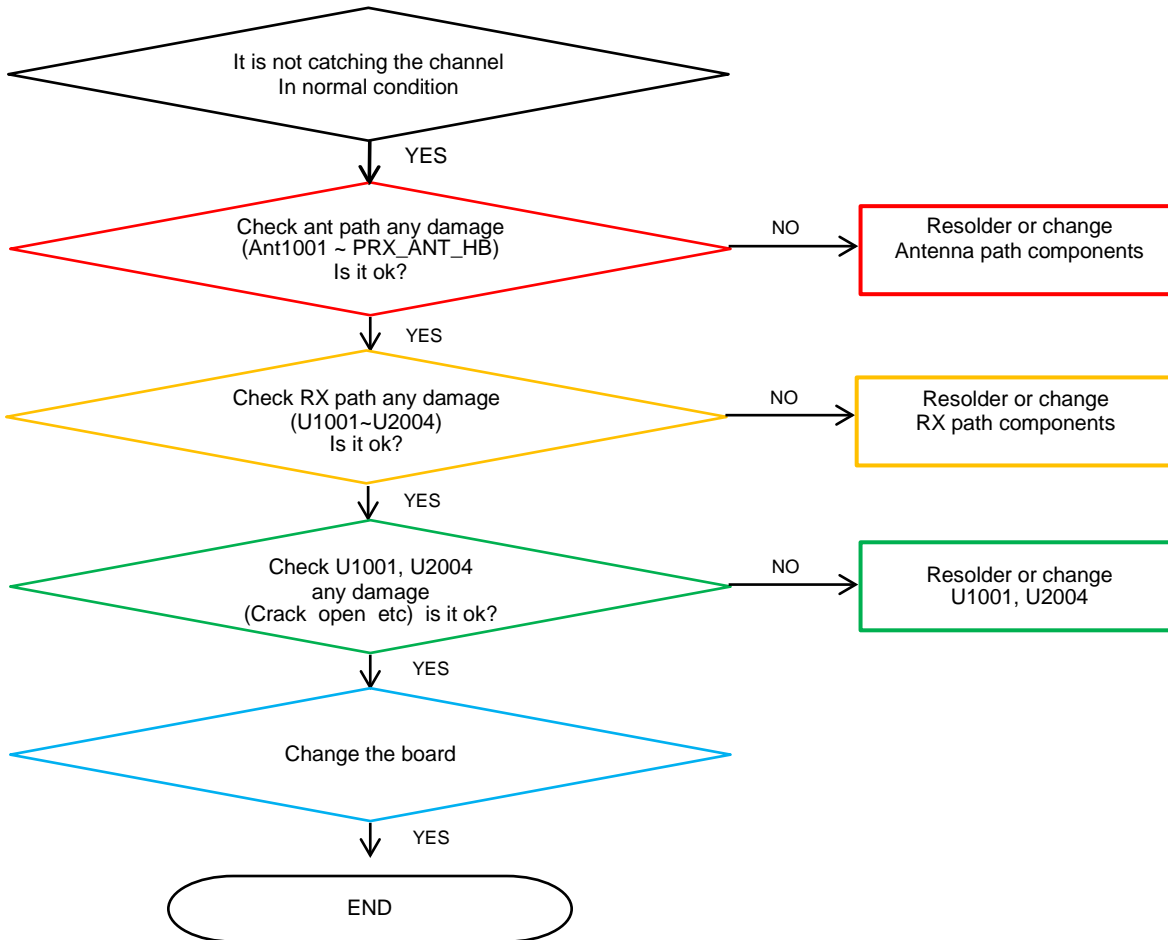 It is not catching the channel
In normal condition
YES
Check ant path any damage
(Ant1001 ~ PRX_ANT_HB)
Is it ok?
NO
Resolder or change
Antenna path components
YES
Check RX path any damage
(U1001~U2004)
Is it ok?
NO
Resolder or change
RX path components
YES
Check U1001, U2004
any damage
(Crack open etc) is it ok?
NO
Resolder or change
U1001, U2004
YES
Change the board
YES
END